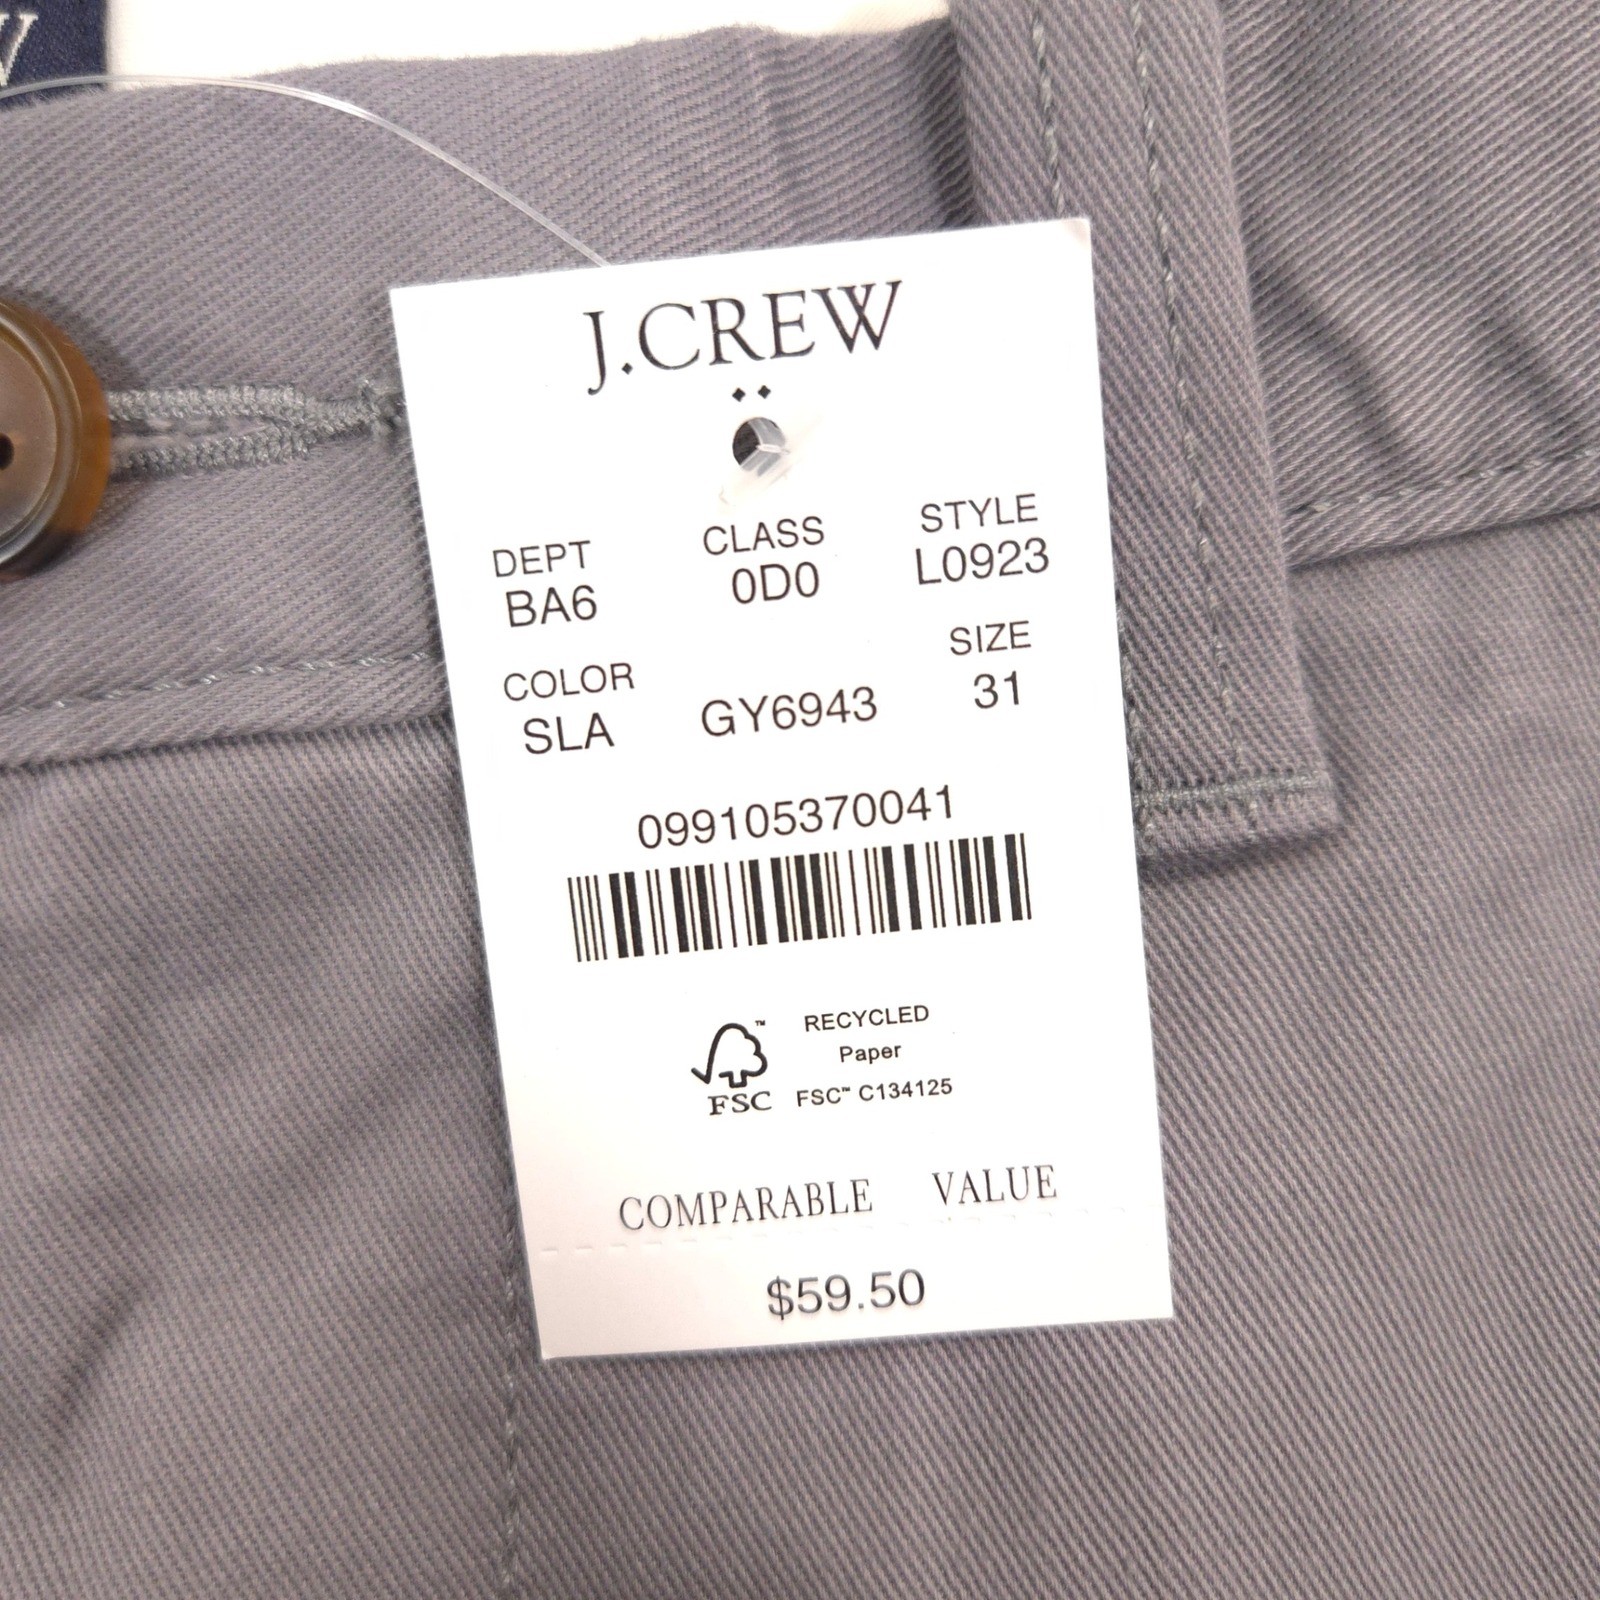 W
J.CREW
DEPT CLASS STYLE
BA6 0D0 L0923
COLOR SIZE
SLA GY6943 31
099105370041
RECYCLED
Paper
FSC™ C134125
™
FSC
COMPARABLE VALUE
$59.50